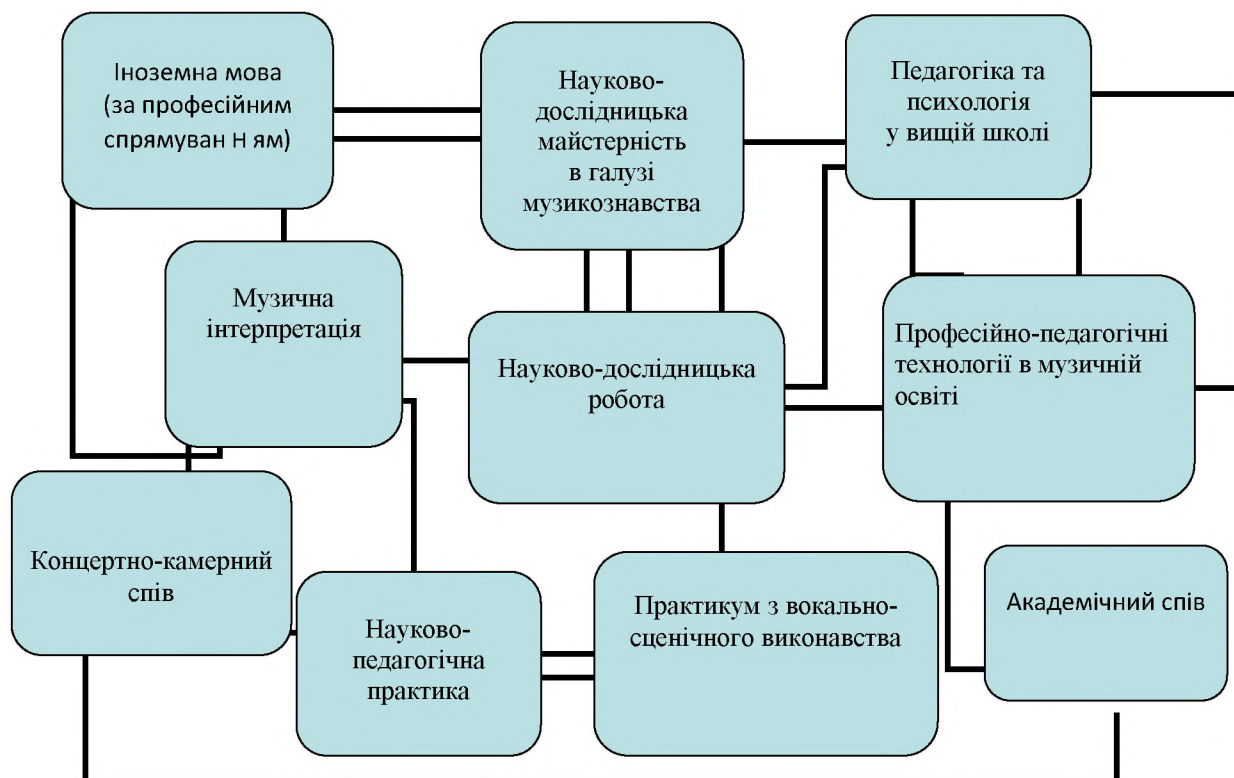 Іноземна мова
(за професійним
спрямуван Н ям)
Науково-
дослідницька
майстерність
в галузі
музикознавства
Педагогіка та
психологія
у вищій школі
Музична
інтерпретація
Науково-дослідницька
робота
Професійно-педагогічні
технології в музичній
освіті
Концертно-камерний
спів
Науково-
педагогічна
практика
Практикум з вокально-
сценічного виконавства
Академічний спів